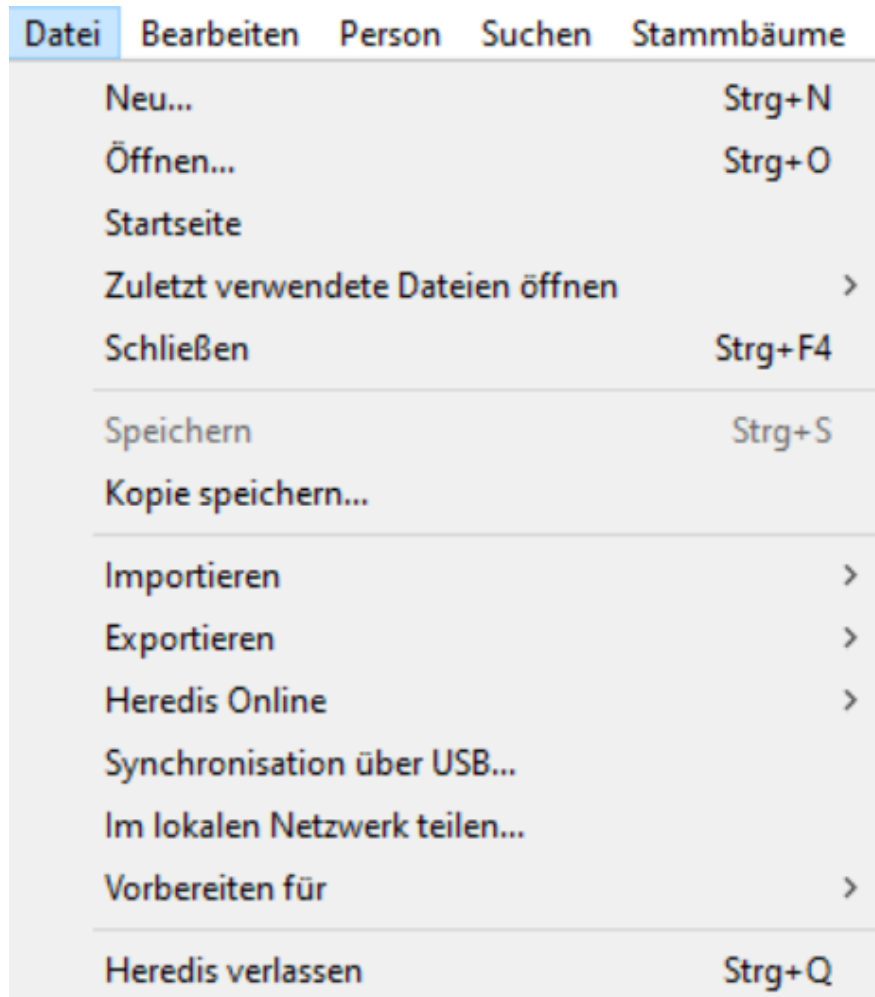 Datei Bearbeiten Person Suchen Stammbäume
Neu... Strg+N
Öffnen... Strg+O
Startseite
Zuletzt verwendete Dateien öffnen
Schließen Strg+F4
Speichern Strg+S
Kopie speichern...
Importieren
Exportieren
Heredis Online
Synchronisation über USB...
Im lokalen Netzwerk teilen...
Vorbereiten für
Heredis verlassen Strg+Q